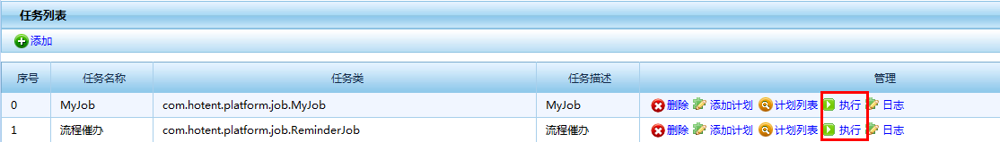 任务列表
添加
序号 任务名称 任务类 任务描述 管理
0 MyJob com.hotent.platform.job.MyJob MyJob 删除 添加计划 计划列表 执行 日志
1 流程催办 com.hotent.platform.job.ReminderJob 流程催办 删除 添加计划 计划列表 执行 日志